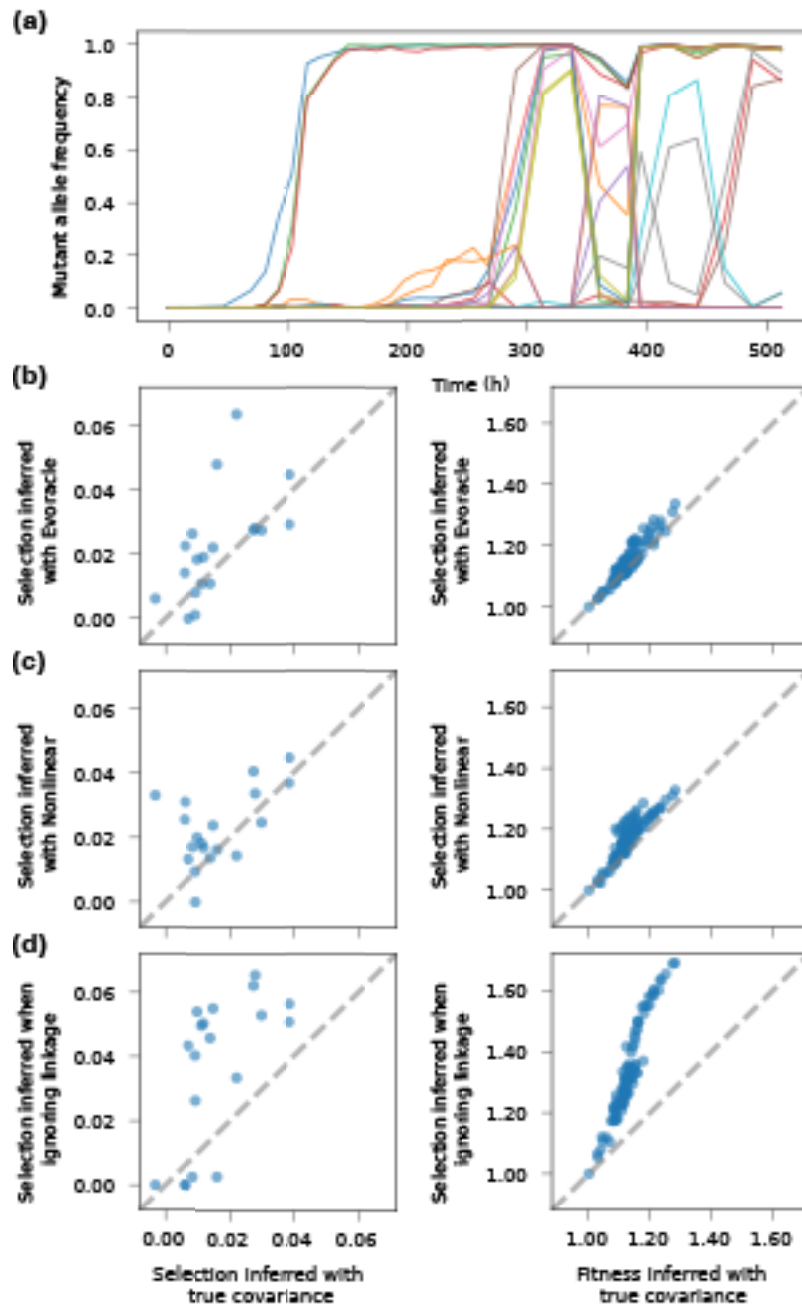 (a)
Mutant allele frequency
1.0
0.8
0.6
0.4
0.2
0.0
0
100
200
300
400
500
Time (h)
(b)
Selection inferred
with Evoracle
0.06
0.04
0.02
0.00
Selection inferred
with Evoracle
1.60
1.40
1.20
1.00
(c)
Selection inferred
with Nonlinear
0.06
0.04
0.02
0.00
Selection inferred
with Nonlinear
1.60
1.40
1.20
1.00
(d)
Selection inferred when
ignoring linkage
0.06
0.04
0.02
0.00
0.00
0.02
0.04
0.06
Selection inferred with
true covariance
Selection inferred when
ignoring linkage
1.60
1.40
1.20
1.00
1.00
1.20
1.40
1.60
Fitness inferred with
true covariance